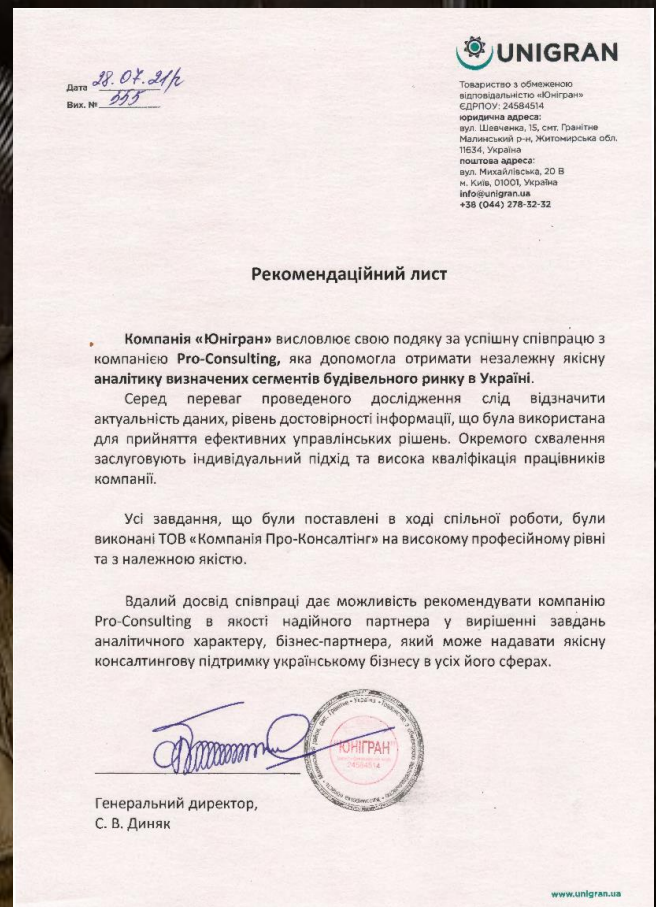 Дата 28.07.21р
Вих. № 555
UNIGRAN
Товариство з обмеженою
відповідальністю «Юнігран»
ЄДРПОУ: 24584514
юридична адреса:
вул. Шевченка, 15, смт. Гранітне
Малинський р-н, Житомирська обл.
11634, Україна
поштова адреса:
вул. Михайлівська, 20 В
м. Київ, 01001, Україна
info@unigran.ua
+38 (044) 278-32-32
Рекомендаційний лист
Компанія «Юнігран» висловлює свою подяку за успішну співпрацю з
компанією Pro-Consulting, яка допомогла отримати незалежну якісну
аналітику визначених сегментів будівельного ринку в Україні.
Серед переваг проведеного дослідження слід відзначити
актуальність даних, рівень достовірності інформації, що була використана
для прийняття ефективних управлінських рішень. Окремого схвалення
заслуговують індивідуальний підхід та висока кваліфікація працівників
компанії.
Усі завдання, що були поставлені в ході спільної роботи, були
виконані ТОВ «Компанія Про-Консалтінг» на високому професійному рівні
та з належною якістю.
Вдалий досвід співпраці дає можливість рекомендувати компанію
Pro-Consulting в якості надійного партнера у вирішенні завдань
аналітичного характеру, бізнес-партнера, який може надавати якісну
консалтингову підтримку українському бізнесу в усіх його сферах.
"ЮНІГРАН"
24584514
Генеральний директор,
С. В. Диняк
www.unigran.ua